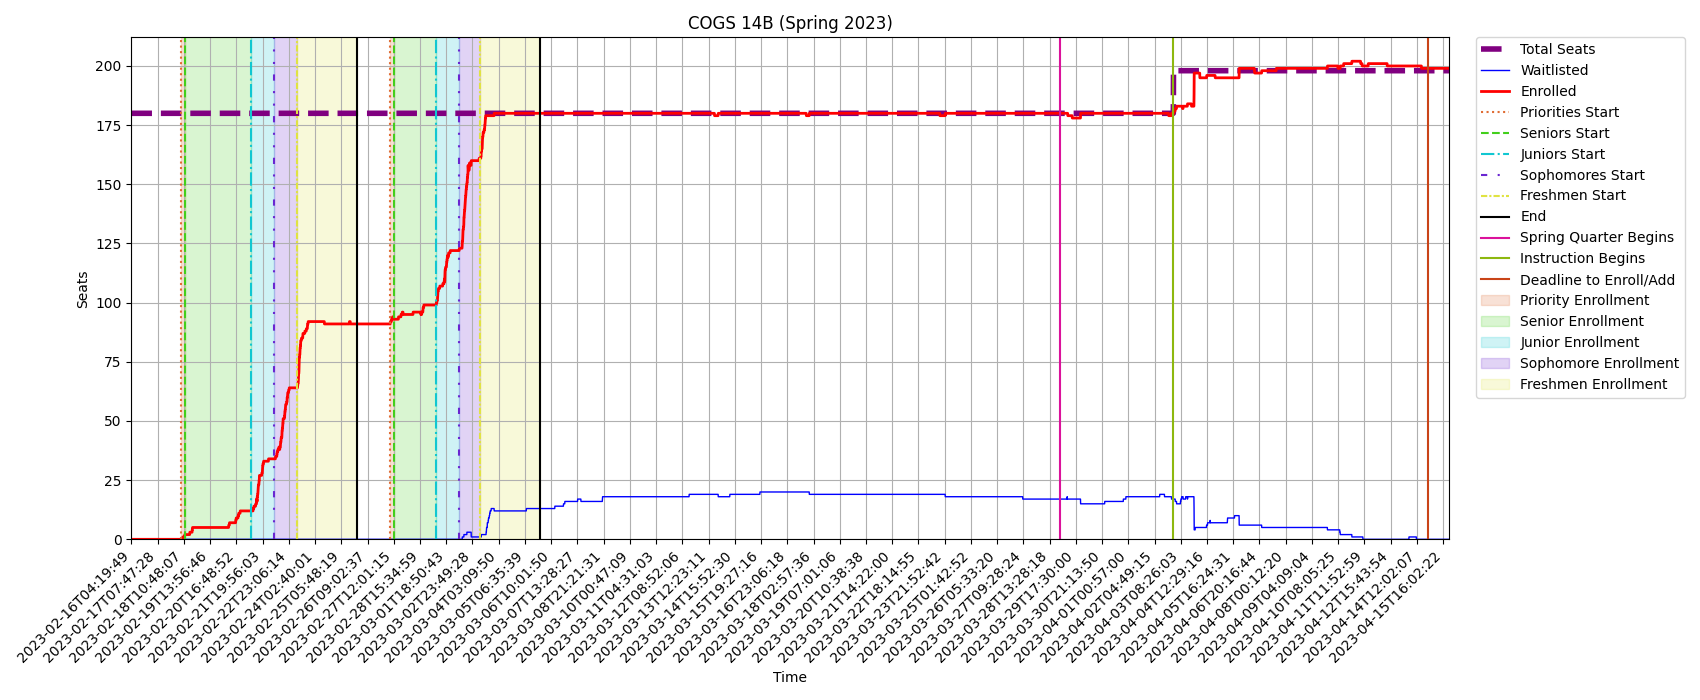 COGS 14B (Spring 2023)
200
175
150
125
100
75
50
25
0
Seats
2023-02-16T04:19:49
2023-02-17T07:47:28
2023-02-18T10:48:07
2023-02-19T13:56:46
2023-02-20T16:48:52
2023-02-21T19:56:03
2023-02-22T23:06:14
2023-02-24T02:40:01
2023-02-25T05:48:19
2023-02-26T09:02:37
2023-02-27T12:01:15
2023-02-28T15:34:59
2023-03-01T18:50:43
2023-03-02T23:49:28
2023-03-04T03:09:50
2023-03-05T06:35:39
2023-03-06T10:01:50
2023-03-07T13:28:27
2023-03-08T21:21:31
2023-03-10T00:47:09
2023-03-11T04:31:03
2023-03-12T08:52:06
2023-03-13T12:23:11
2023-03-14T15:52:30
2023-03-15T19:27:16
2023-03-16T23:06:18
2023-03-18T02:57:36
2023-03-19T07:01:06
2023-03-20T10:38:38
2023-03-21T14:22:00
2023-03-22T18:14:55
2023-03-23T21:52:42
2023-03-25T01:42:52
2023-03-26T05:33:20
2023-03-27T09:28:24
2023-03-28T13:28:18
2023-03-29T17:30:00
2023-03-30T21:13:50
2023-04-01T00:57:00
2023-04-02T04:49:15
2023-04-03T08:26:03
2023-04-04T12:29:16
2023-04-05T16:24:31
2023-04-06T20:16:44
2023-04-08T00:12:20
2023-04-09T04:09:04
2023-04-10T08:05:23
2023-04-11T11:52:59
2023-04-12T15:43:54
2023-04-14T12:02:07
2023-04-15T16:02:22
Time
Total Seats
Waitlisted
Enrolled
Priorities Start
Seniors Start
Juniors Start
Sophomores Start
Freshmen Start
End
Spring Quarter Begins
Instruction Begins
Deadline to Enroll/Add
Priority Enrollment
Senior Enrollment
Junior Enrollment
Sophomore Enrollment
Freshmen Enrollment